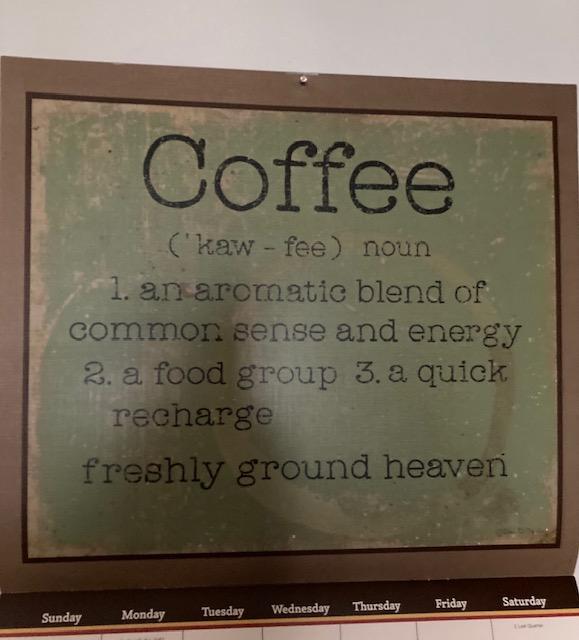 Coffee
('kaw - fee) noun
1. an aromatic blend of
common sense and energy
2. a food group 3. a quick
recharge
freshly ground heaven
Sunday Monday Tuesday Wednesday Thursday Friday Saturday